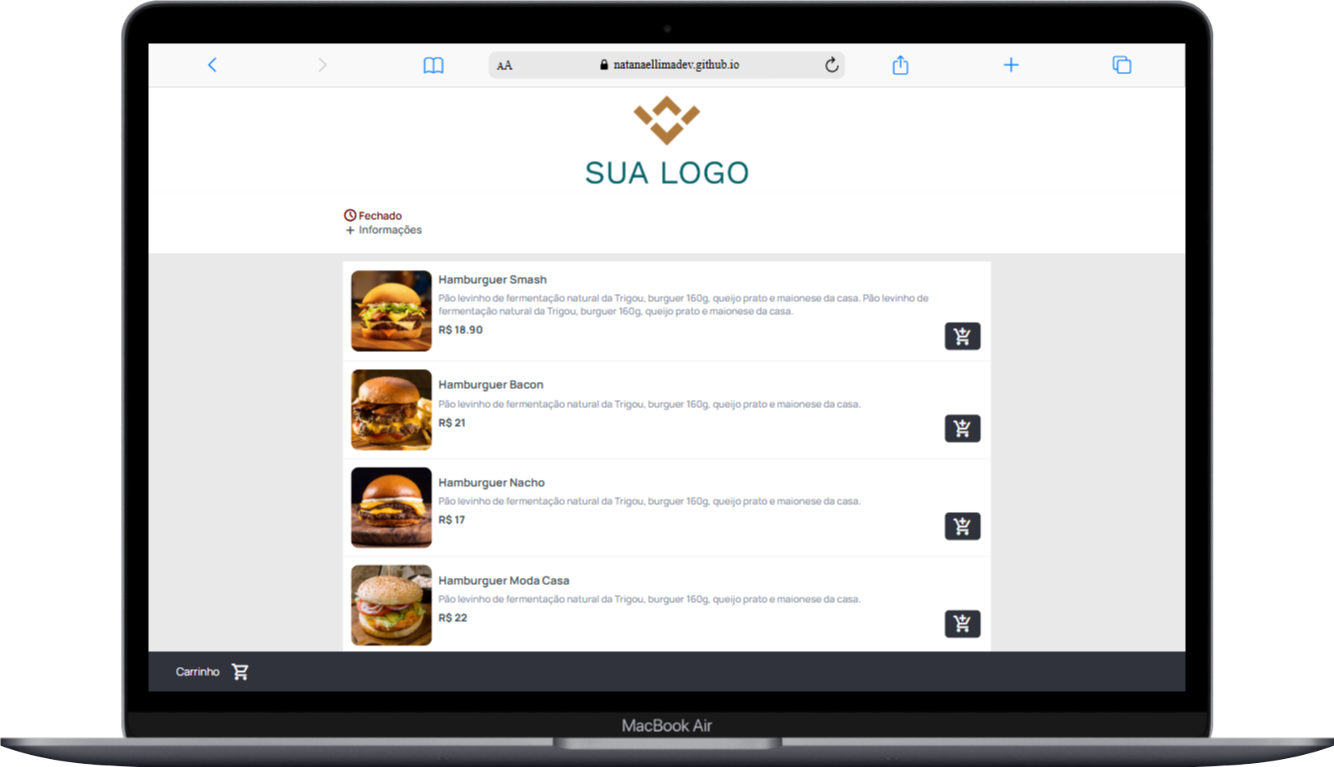 AA
natanaellimadev.github.io
SUA LOGO
Fechado
+ Informações
Hamburguer Smash
Pão levinho de fermentação natural da Trigou, burguer 160g, queijo prato e maionese da casa. Pão levinho de
fermentação natural da Trigou, burguer 160g, queijo prato e maionese da casa.
R$ 18.90
Hamburguer Bacon
Pão levinho de fermentação natural da Trigou, burguer 160g, queijo prato e maionese da casa.
R$ 21
Hamburguer Nacho
Pão levinho de fermentação natural da Trigou, burguer 160g, queijo prato e maionese da casa.
R$ 17
Hamburguer Moda Casa
Pão levinho de fermentação natural da Trigou, burguer 160g, queijo prato e maionese da casa.
R$ 22
Carrinho
MacBook Air